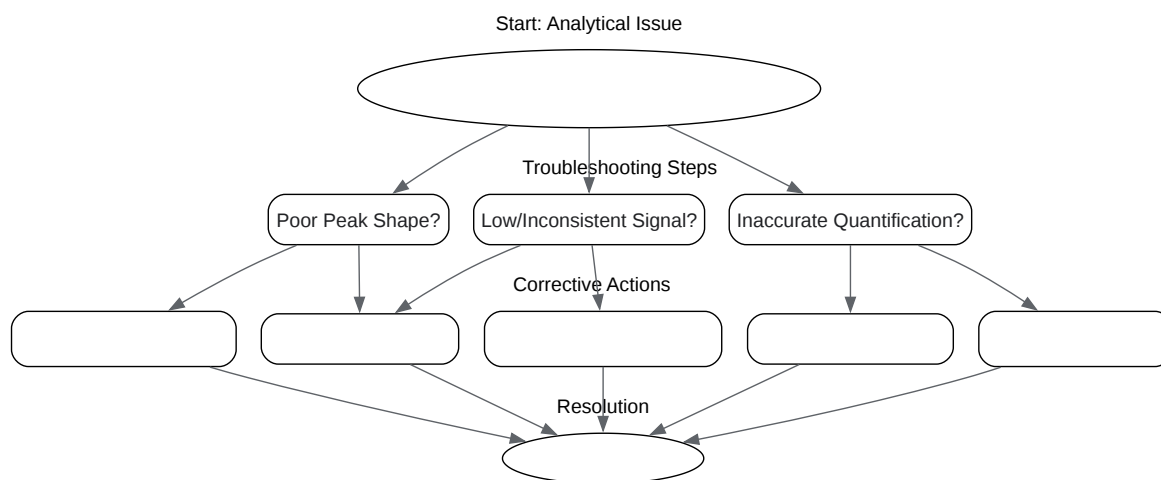 Start: Analytical Issue
Troubleshooting Steps
Poor Peak Shape?
Low/Inconsistent Signal?
Inaccurate Quantification?
Corrective Actions
Resolution